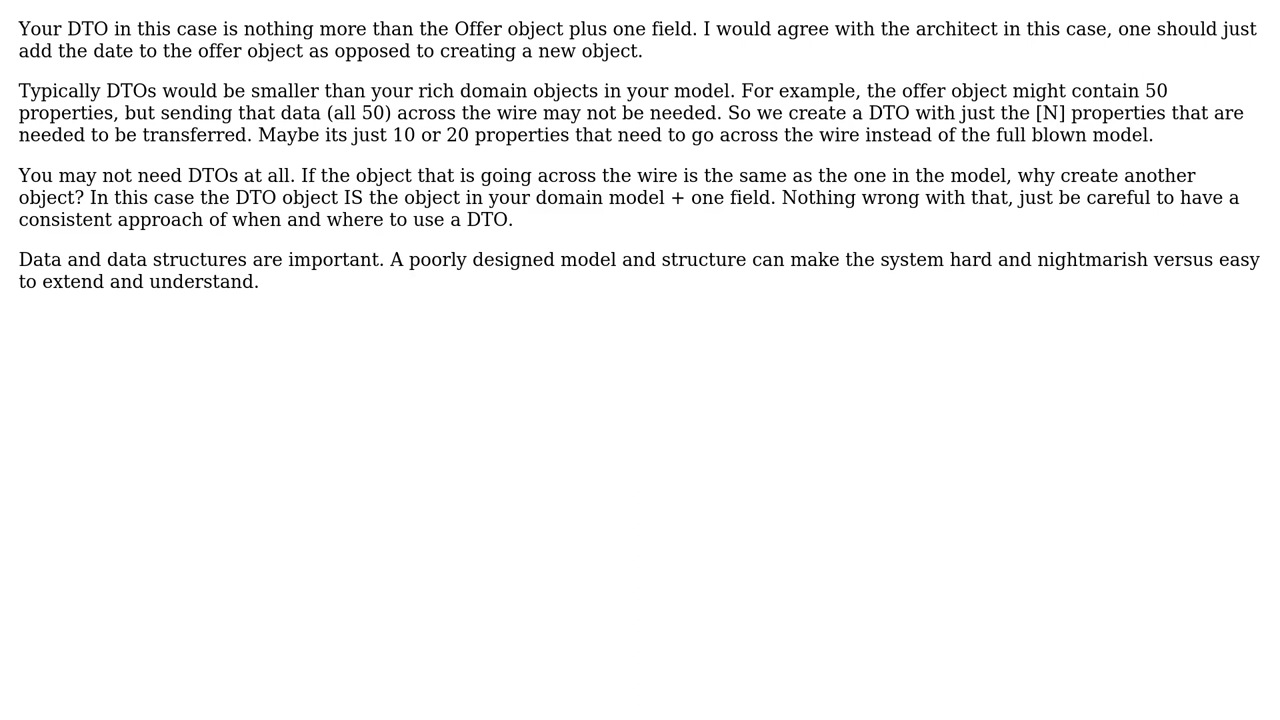 Your DTO in this case is nothing more than the Offer object plus one field. I would agree with the architect in this case, one should just
add the date to the offer object as opposed to creating a new object.
Typically DTOs would be smaller than your rich domain objects in your model. For example, the offer object might contain 50
properties, but sending that data (all 50) across the wire may not be needed. So we create a DTO with just the [N] properties that are
needed to be transferred. Maybe its just 10 or 20 properties that need to go across the wire instead of the full blown model.
You may not need DTOs at all. If the object that is going across the wire is the same as the one in the model, why create another
object? In this case the DTO object IS the object in your domain model + one field. Nothing wrong with that, just be careful to have a
consistent approach of when and where to use a DTO.
Data and data structures are important. A poorly designed model and structure can make the system hard and nightmarish versus easy
to extend and understand.